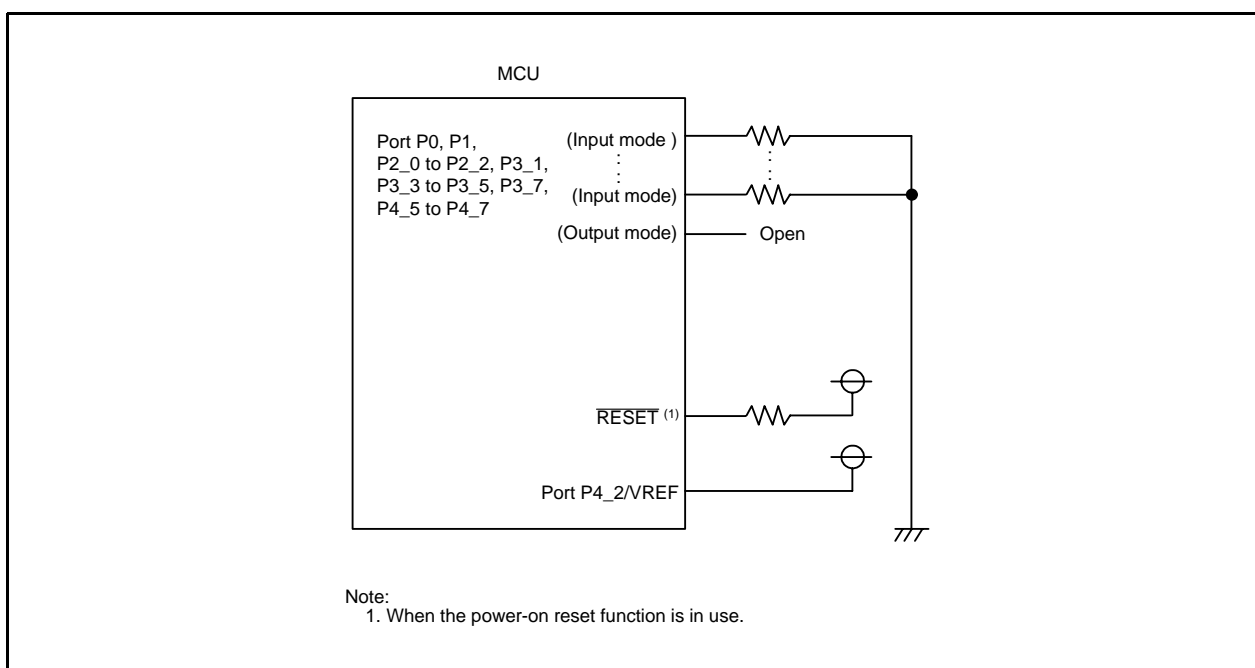 MCU
Port P0, P1,
P2_0 to P2_2, P3_1,
P3_3 to P3_5, P3_7,
P4_5 to P4_7
(Input mode )
(Input mode)
(Output mode)
Open
RESET (1)
Port P4_2/VREF
Note:
1. When the power-on reset function is in use.